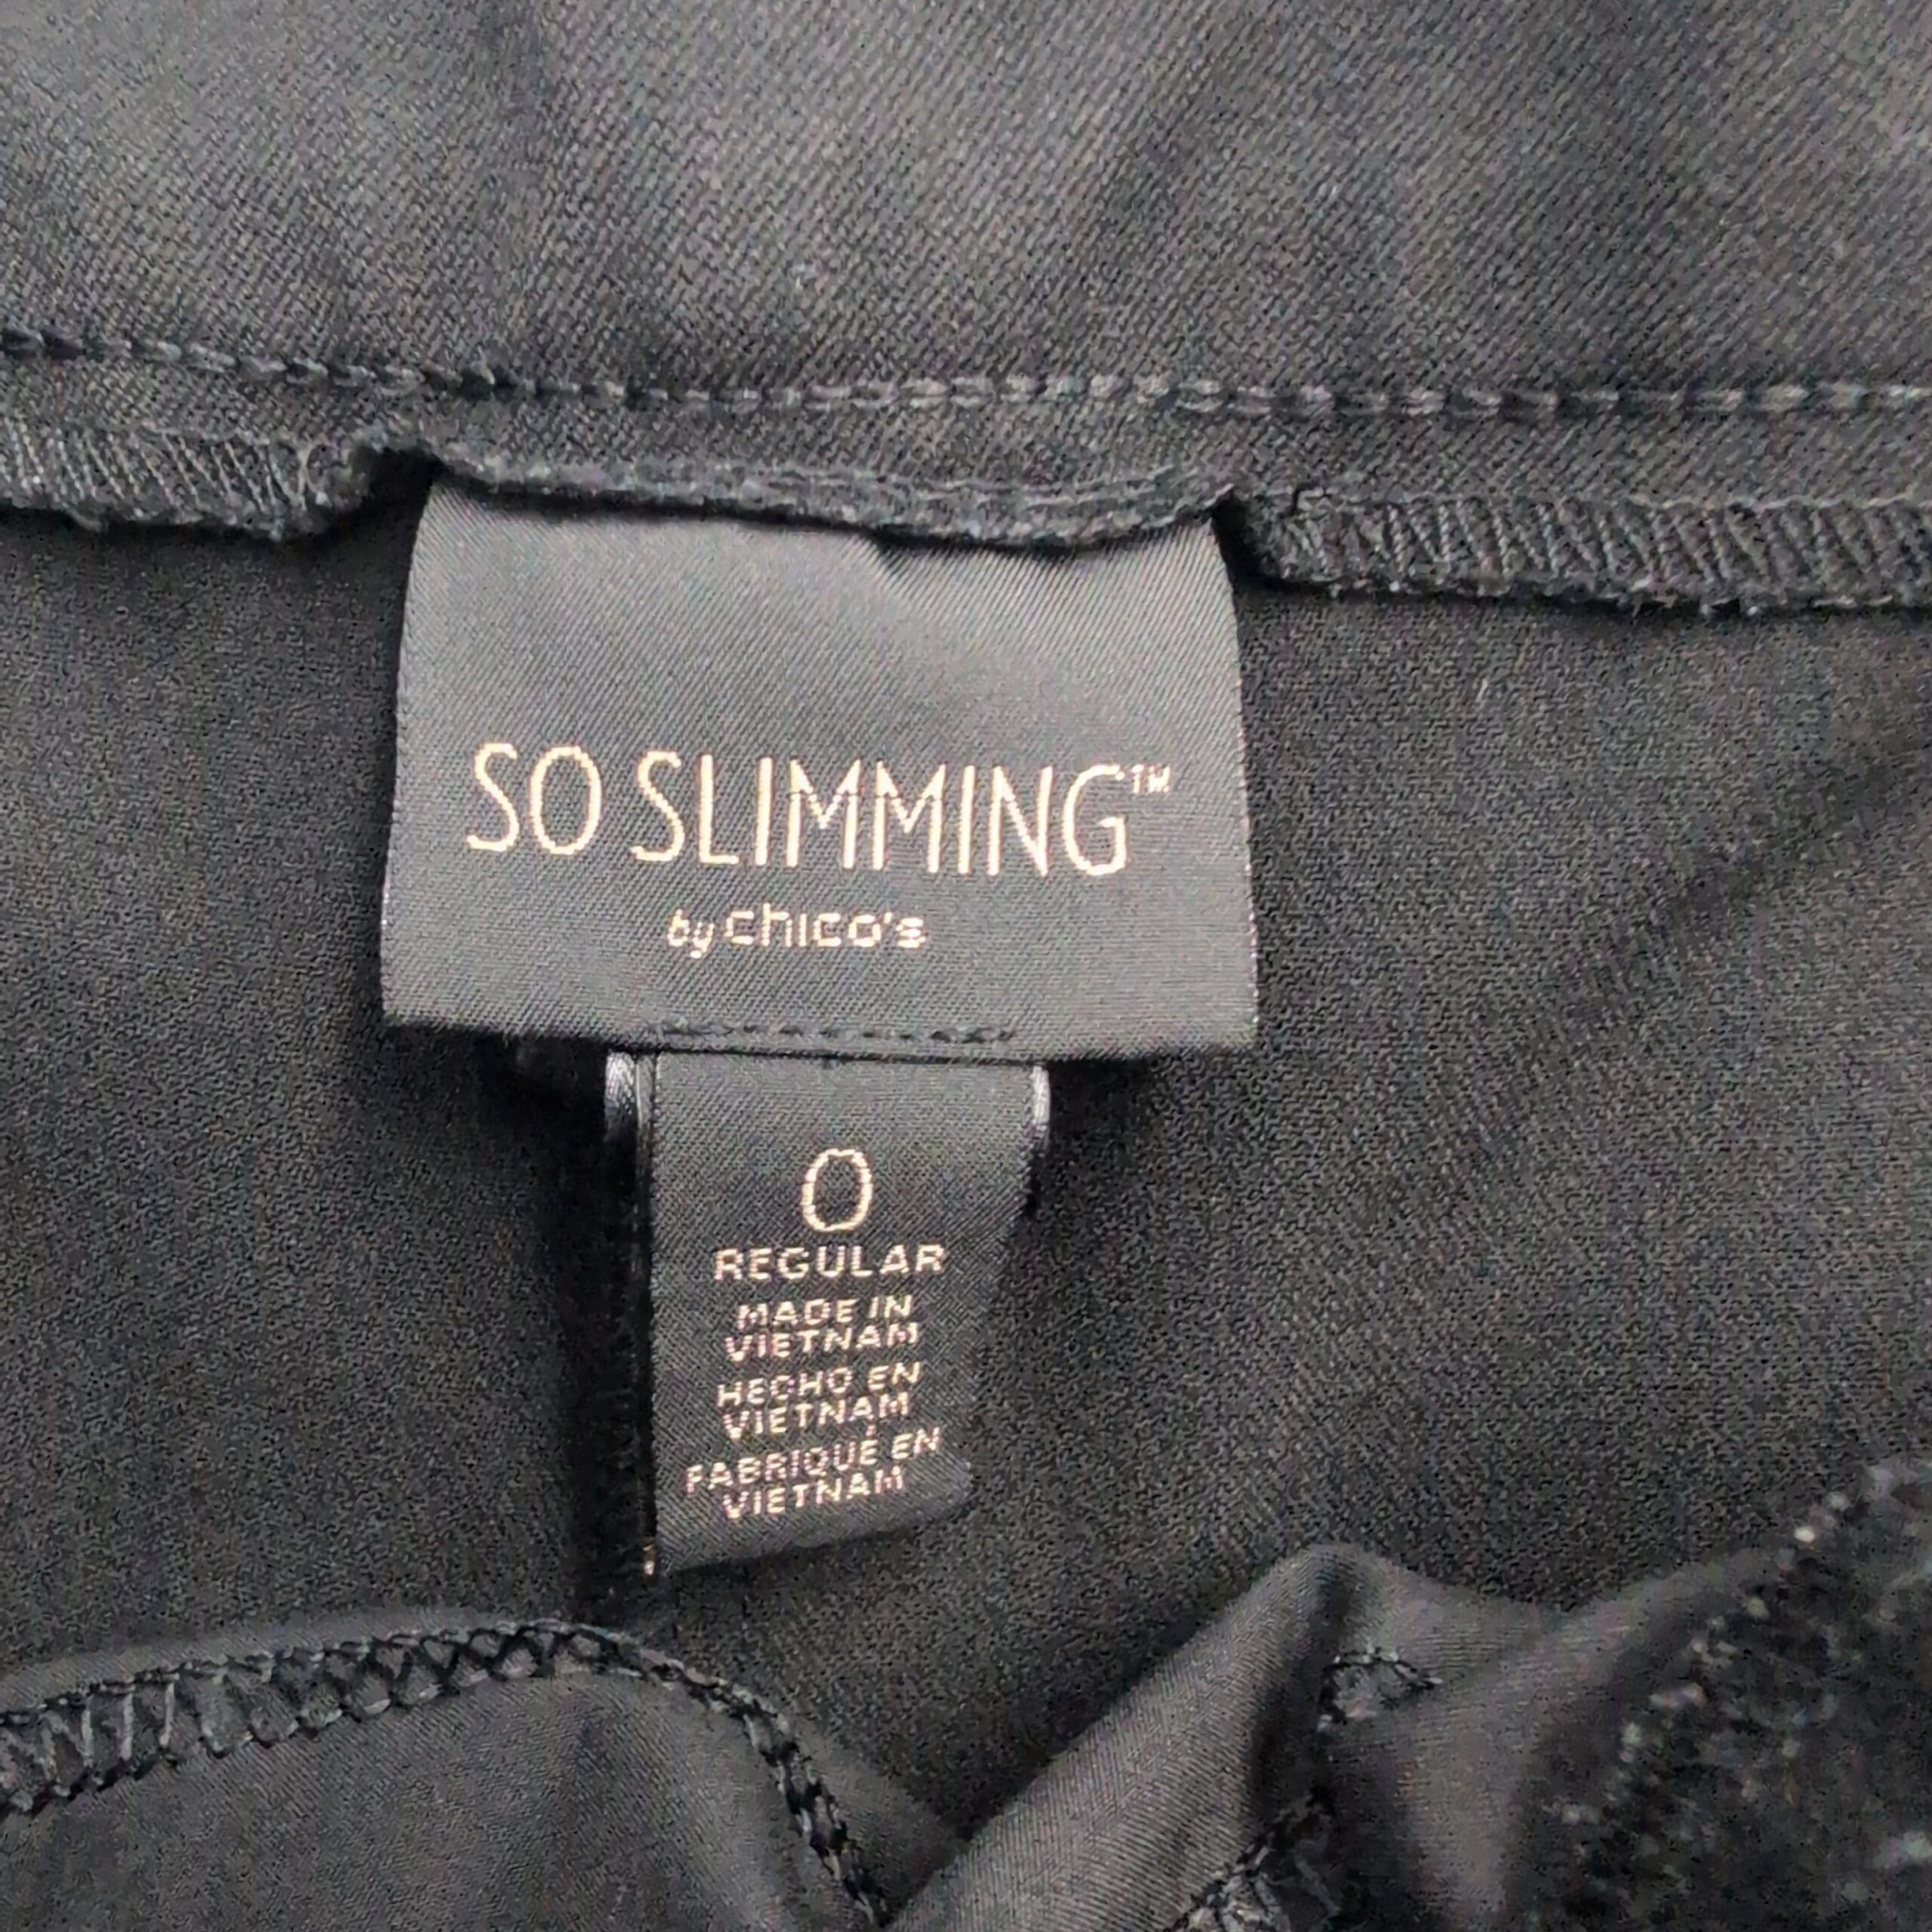 SO SLIMMING™
by chico's
0
REGULAR
MADE IN
VIETNAM
HECHO EN
VIETNAM
FABRIQUÉ EN
VIETNAM